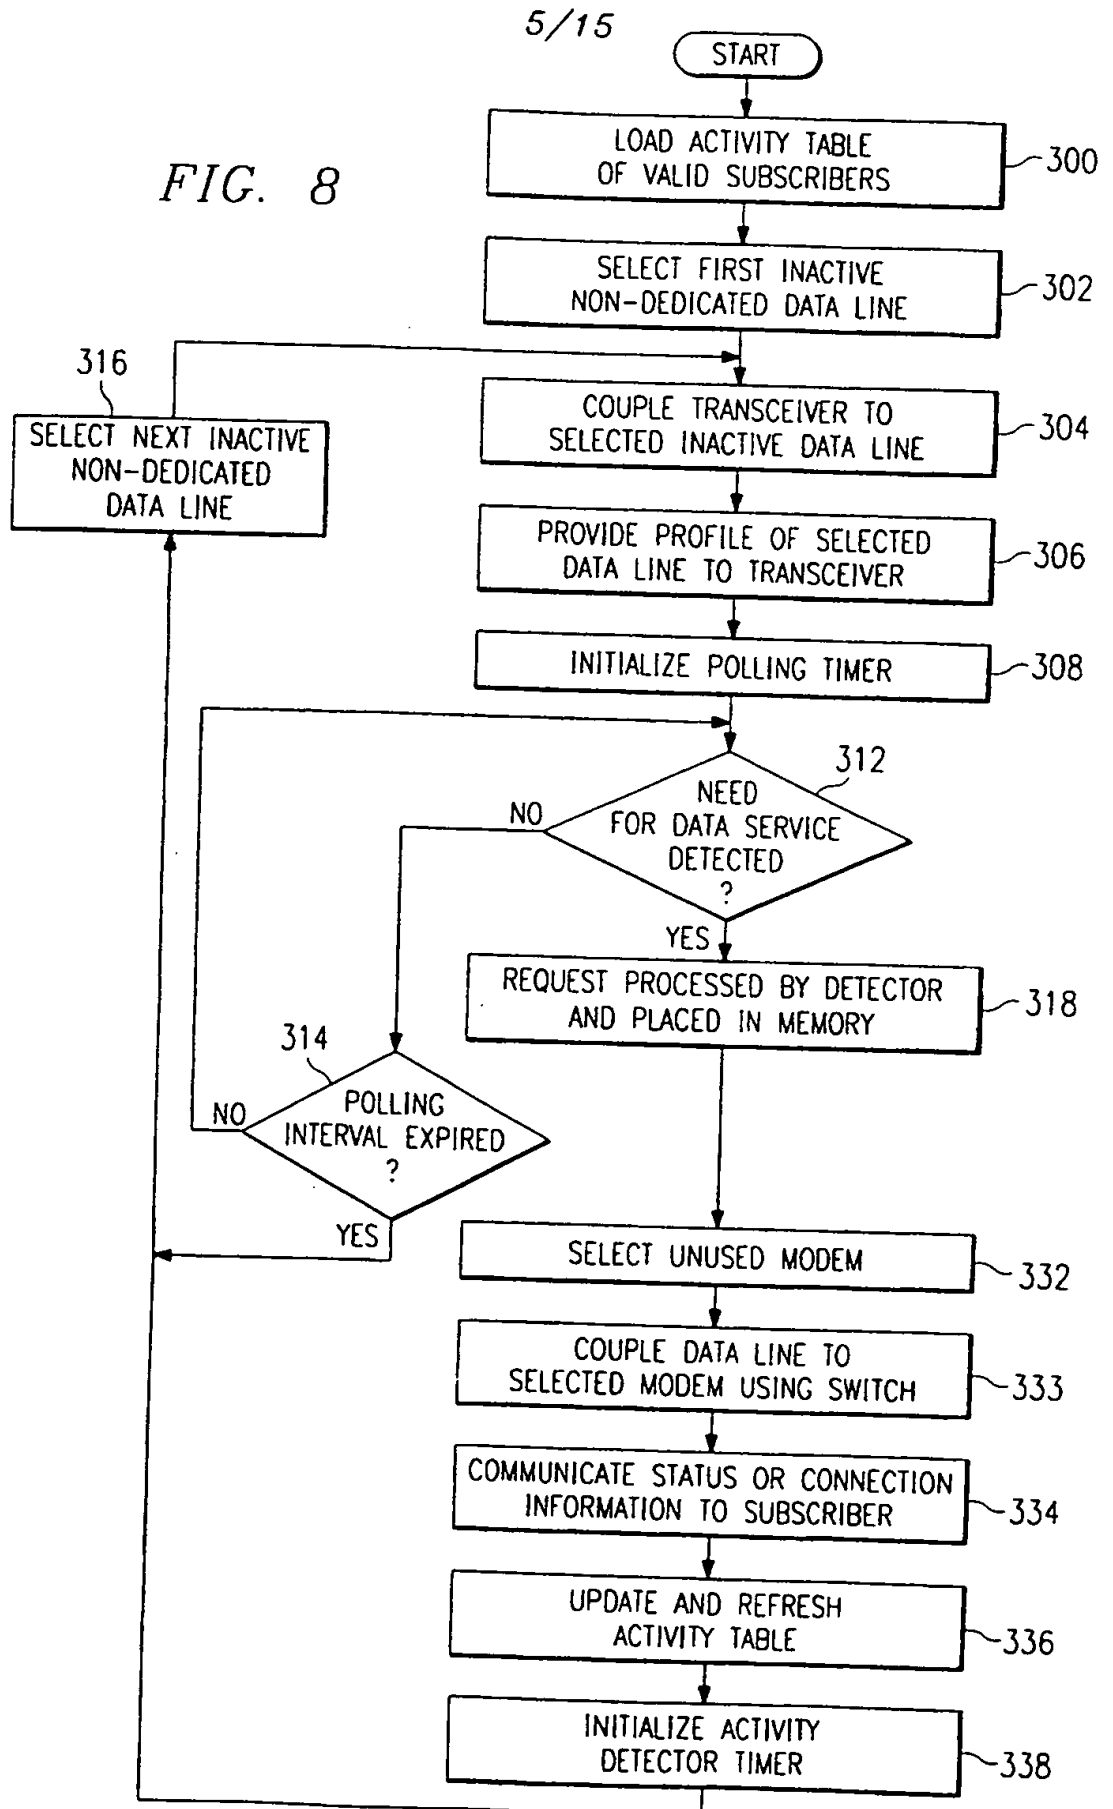 5/15
START
FIG. 8
LOAD ACTIVITY TABLE
OF VALID SUBSCRIBERS
300
SELECT FIRST INACTIVE
NON-DEDICATED DATA LINE
302
316
SELECT NEXT INACTIVE
NON-DEDICATED
DATA LINE
COUPLE TRANSCEIVER TO
SELECTED INACTIVE DATA LINE
304
PROVIDE PROFILE OF SELECTED
DATA LINE TO TRANSCEIVER
306
INITIALIZE POLLING TIMER
308
312
NEED
FOR DATA SERVICE
DETECTED
?
NO
YES
REQUEST PROCESSED BY DETECTOR
AND PLACED IN MEMORY
318
314
POLLING
INTERVAL EXPIRED
?
NO
YES
SELECT UNUSED MODEM
332
COUPLE DATA LINE TO
SELECTED MODEM USING SWITCH
333
COMMUNICATE STATUS OR CONNECTION
INFORMATION TO SUBSCRIBER
334
UPDATE AND REFRESH
ACTIVITY TABLE
336
INITIALIZE ACTIVITY
DETECTOR TIMER
338